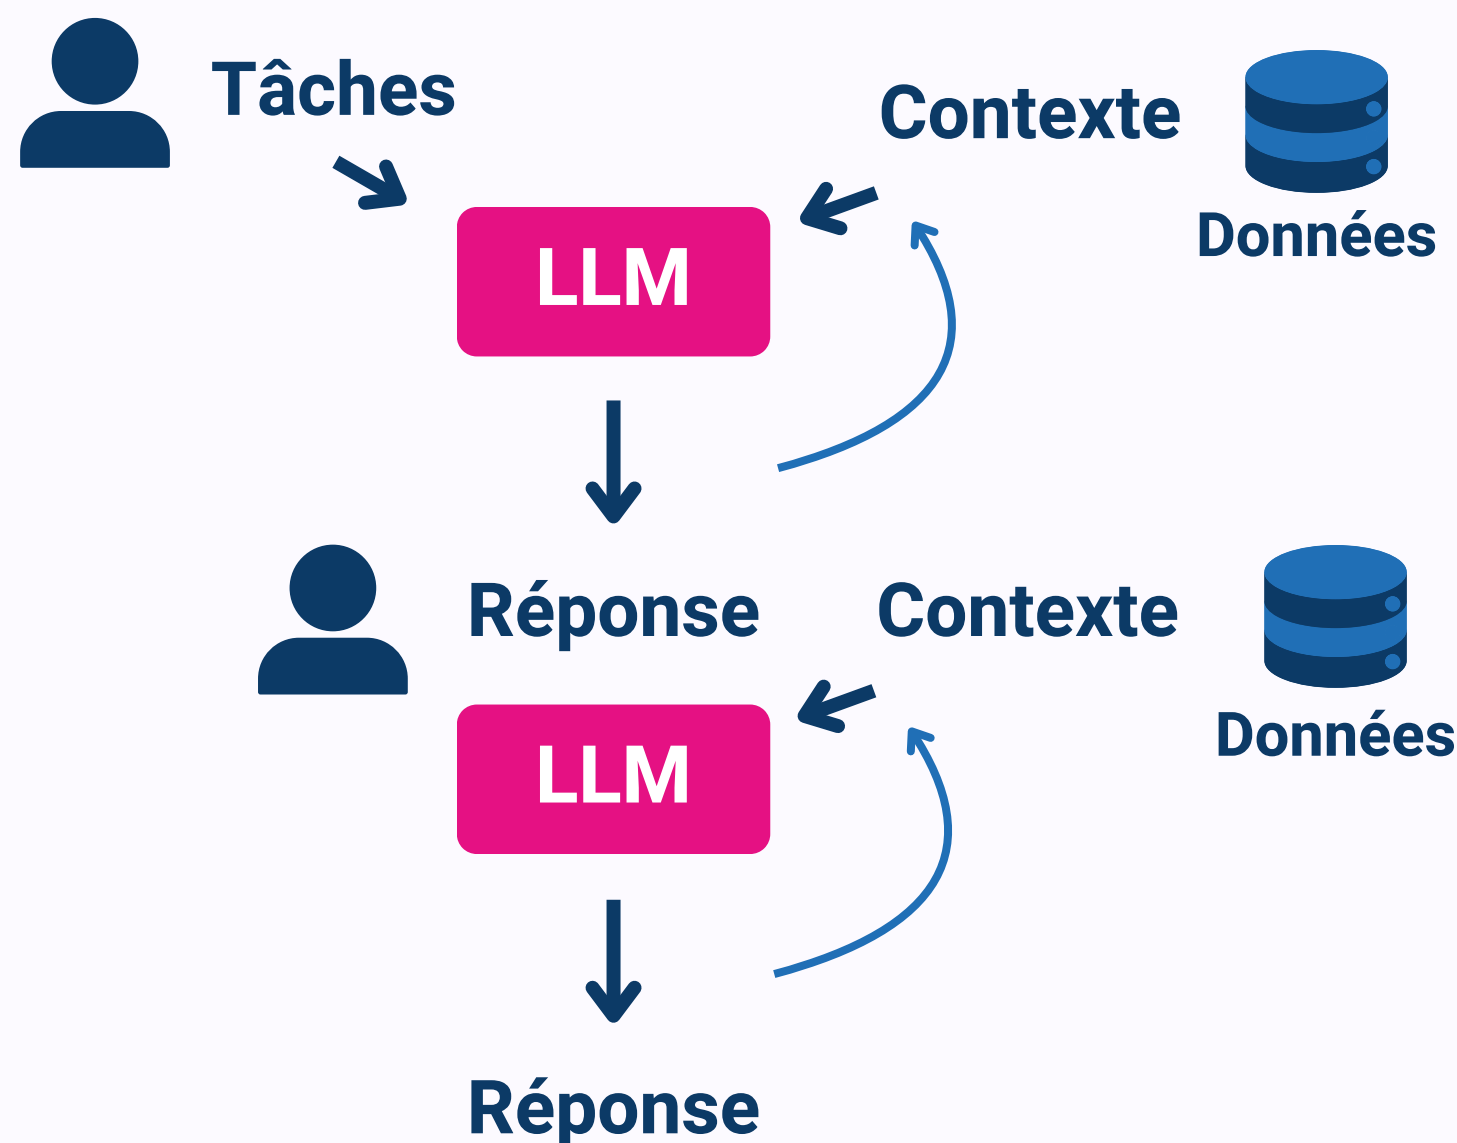 Tâches
Contexte
Données
LLM
Réponse
Contexte
Données
LLM
Réponse